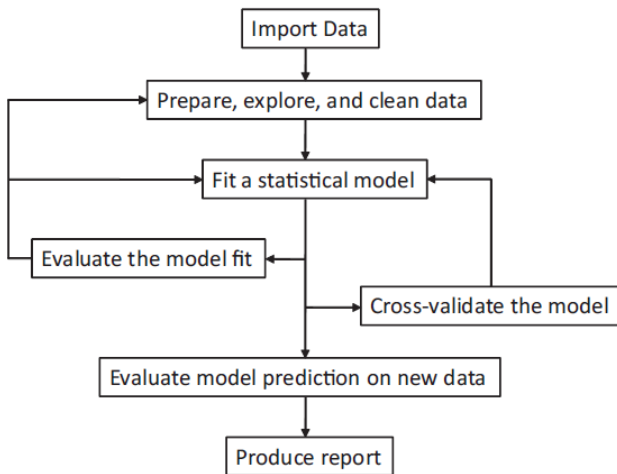 Import Data
Prepare, explore, and clean data
Fit a statistical model
Evaluate the model fit
Cross-validate the model
Evaluate model prediction on new data
Produce report